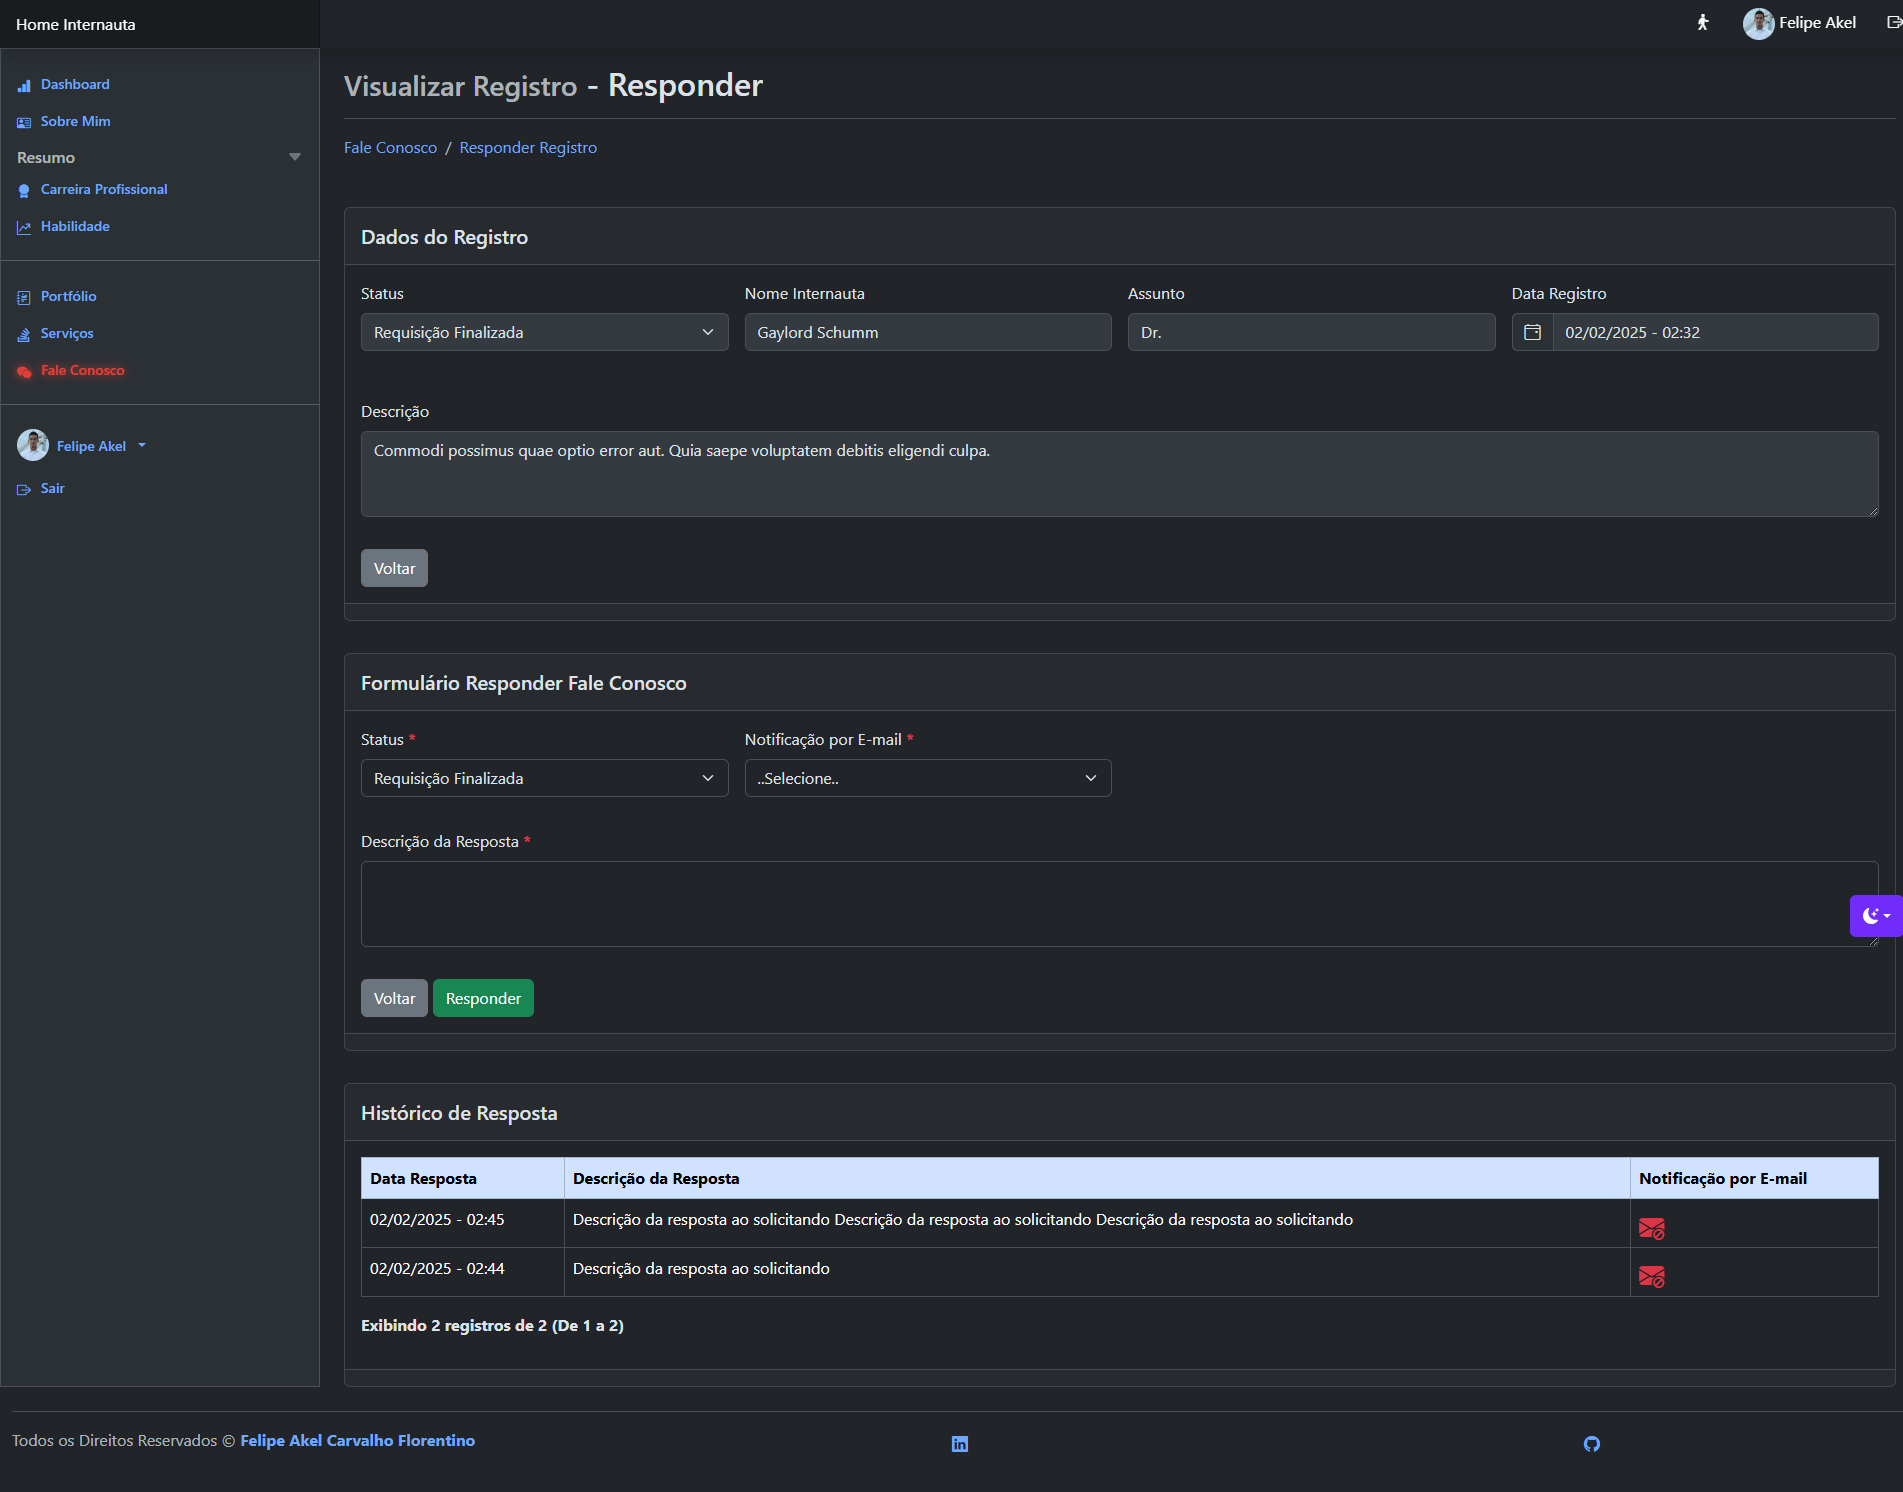 Home Internauta
Felipe Akel
Dashboard
Sobre Mim
Resumo
Carreira Profissional
Habilidade
Portfólio
Serviços
Fale Conosco
Felipe Akel
Sair
Visualizar Registro - Responder
Fale Conosco / Responder Registro
Dados do Registro
Status Nome Internauta Assunto Data Registro
Requisição Finalizada Gaylord Schumm Dr. 02/02/2025 - 02:32
Descrição
Commodi possimus quae optio error aut. Quia saepe voluptatem debitis eligendi culpa.
Voltar
Formulário Responder Fale Conosco
Status * Notificação por E-mail *
Requisição Finalizada ..Selecione..
Descrição da Resposta *
Voltar Responder
Histórico de Resposta
Data Resposta Descrição da Resposta Notificação por E-mail
02/02/2025 - 02:45 Descrição da resposta ao solicitando Descrição da resposta ao solicitando Descrição da resposta ao solicitando
02/02/2025 - 02:44 Descrição da resposta ao solicitando
Exibindo 2 registros de 2 (De 1 a 2)
Todos os Direitos Reservados © Felipe Akel Carvalho Florentino